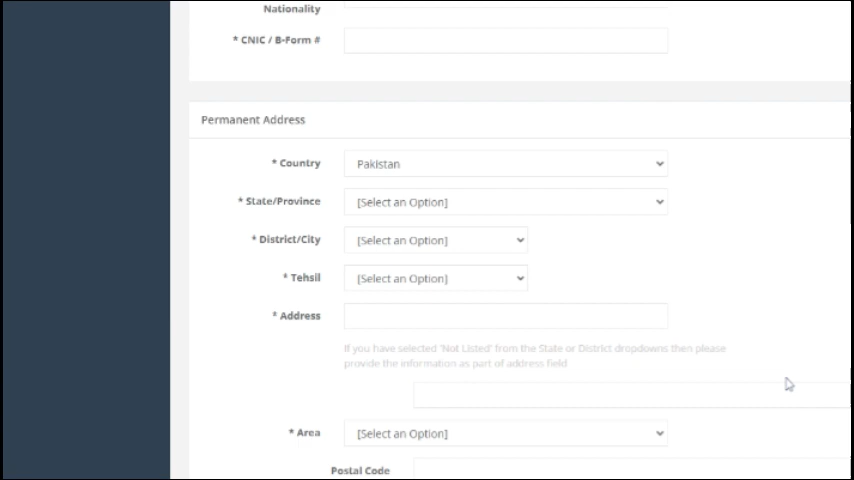 Nationality
* CNIC / B-Form #
Permanent Address
* Country Pakistan
* State/Province [Select an Option]
* District/City [Select an Option]
* Tehsil [Select an Option]
* Address
If you have selected 'Not Listed' from the State or District dropdowns then please
provide the information as part of address field
* Area [Select an Option]
Postal Code